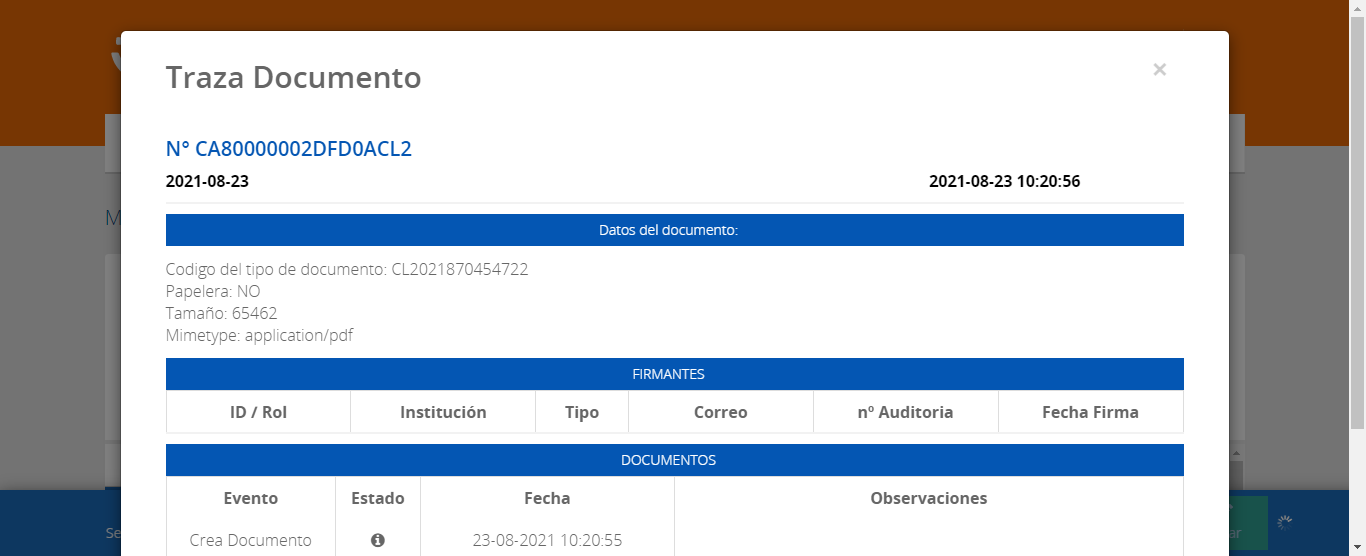 Traza Documento ×
N° CA80000002DFD0ACL2
2021-08-23 2021-08-23 10:20:56
Datos del documento:
Codigo del tipo de documento: CL2021870454722
Papelera: NO
Tamaño: 65462
Mimetype: application/pdf
FIRMANTES
ID / Rol Institución Tipo Correo nº Auditoria Fecha Firma
DOCUMENTOS
Evento Estado Fecha Observaciones
Crea Documento 23-08-2021 10:20:55